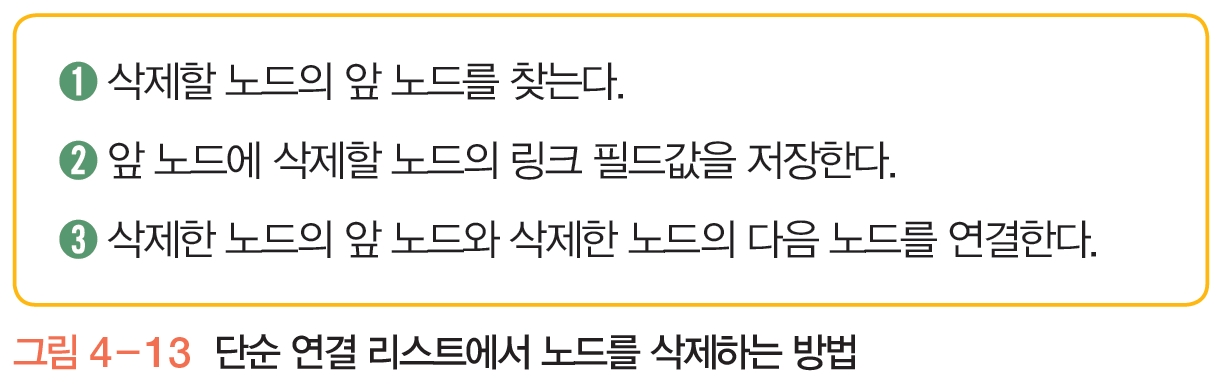 ❶ 삭제할 노드의 앞 노드를 찾는다.
❷ 앞 노드에 삭제할 노드의 링크 필드값을 저장한다.
❸ 삭제한 노드의 앞 노드와 삭제한 노드의 다음 노드를 연결한다.
그림 4-13 단순 연결 리스트에서 노드를 삭제하는 방법